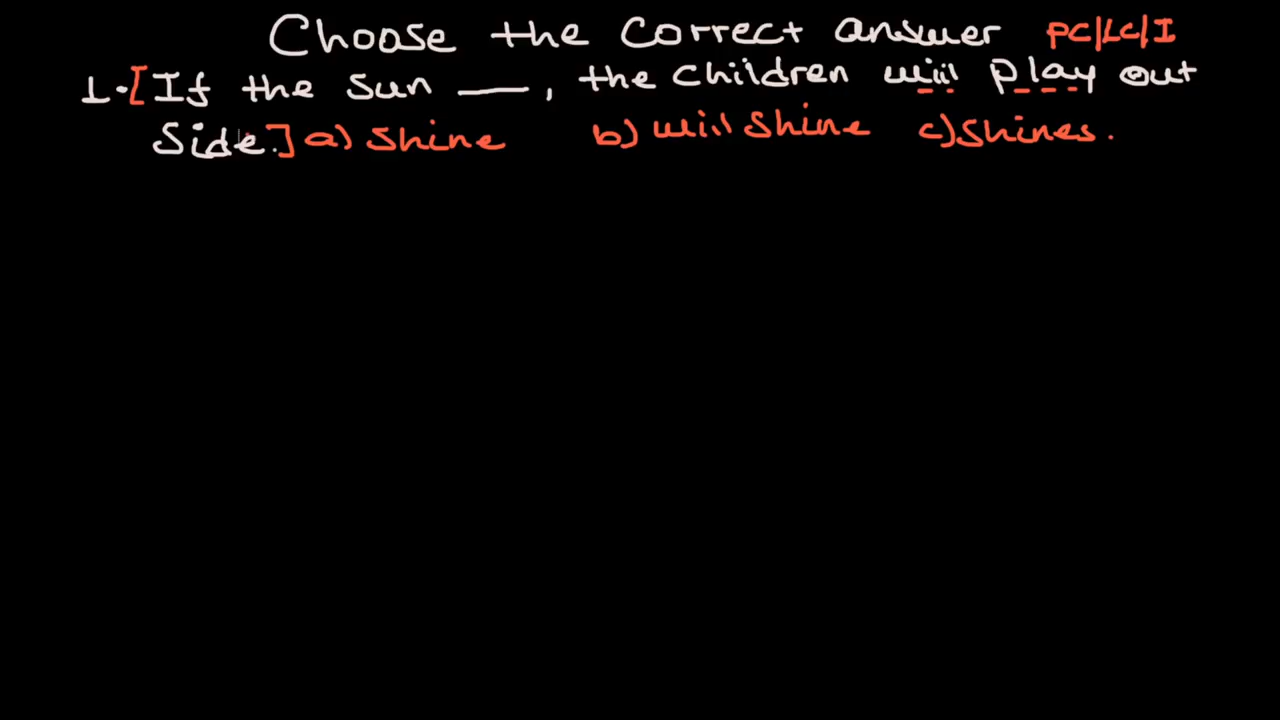 Choose the Correct answer PC/LC/I
1.[If the Sun __, the Children will play out
Side.] a) Shine b) will Shine c) Shines.